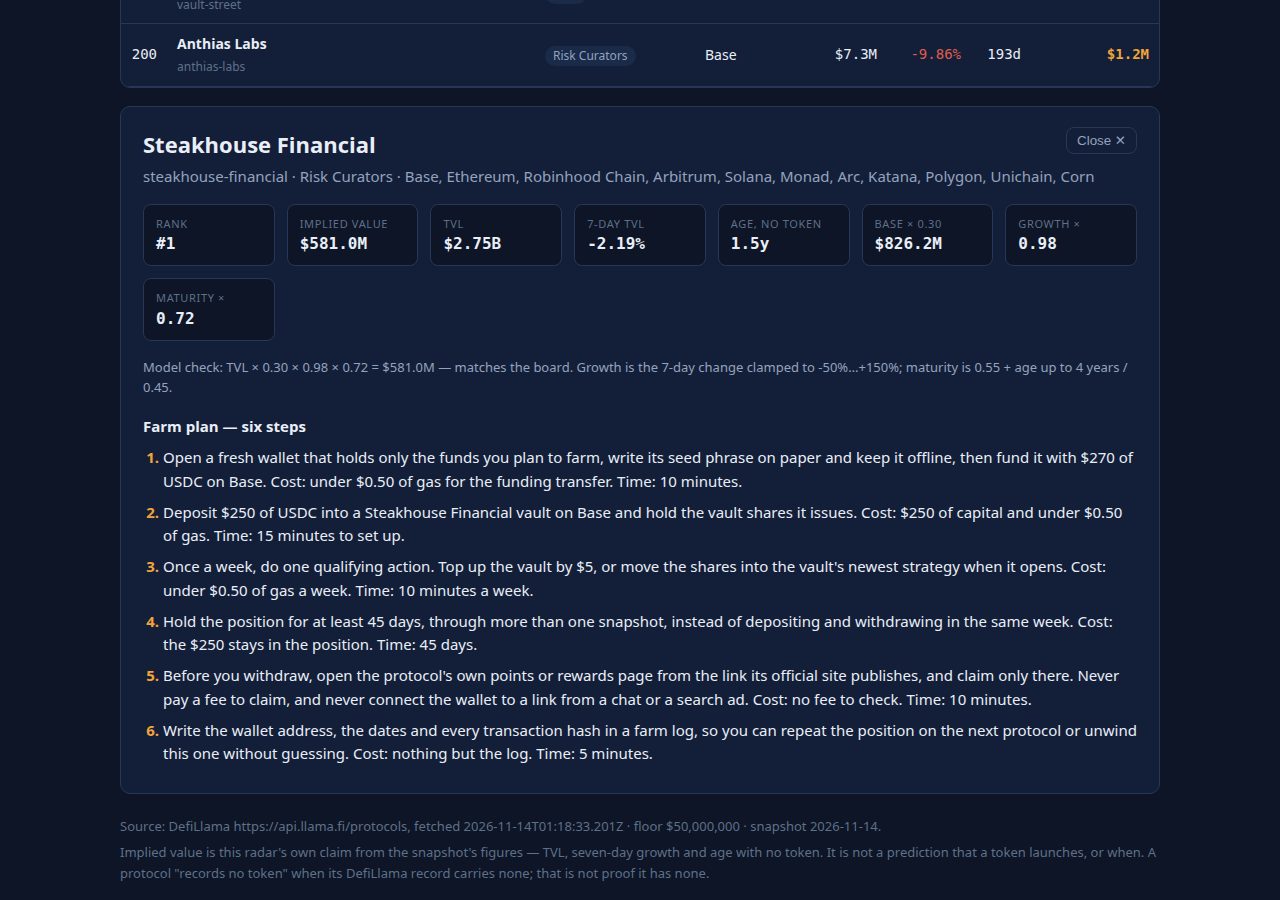 vault-street
200 Anthias Labs Risk Curators Base $7.3M -9.86% 193d $1.2M
anthias-labs
Steakhouse Financial Close ✕
steakhouse-financial · Risk Curators · Base, Ethereum, Robinhood Chain, Arbitrum, Solana, Monad, Arc, Katana, Polygon, Unichain, Corn
RANK IMPLIED VALUE TVL 7-DAY TVL AGE, NO TOKEN BASE × 0.30 GROWTH ×
#1 $581.0M $2.75B -2.19% 1.5y $826.2M 0.98
MATURITY ×
0.72
Model check: TVL × 0.30 × 0.98 × 0.72 = $581.0M — matches the board. Growth is the 7-day change clamped to -50%…+150%; maturity is 0.55 + age up to 4 years /
0.45.
Farm plan — six steps
1. Open a fresh wallet that holds only the funds you plan to farm, write its seed phrase on paper and keep it offline, then fund it with $270 of
USDC on Base. Cost: under $0.50 of gas for the funding transfer. Time: 10 minutes.
2. Deposit $250 of USDC into a Steakhouse Financial vault on Base and hold the vault shares it issues. Cost: $250 of capital and under $0.50
of gas. Time: 15 minutes to set up.
3. Once a week, do one qualifying action. Top up the vault by $5, or move the shares into the vault's newest strategy when it opens. Cost:
under $0.50 of gas a week. Time: 10 minutes a week.
4. Hold the position for at least 45 days, through more than one snapshot, instead of depositing and withdrawing in the same week. Cost:
the $250 stays in the position. Time: 45 days.
5. Before you withdraw, open the protocol's own points or rewards page from the link its official site publishes, and claim only there. Never
pay a fee to claim, and never connect the wallet to a link from a chat or a search ad. Cost: no fee to check. Time: 10 minutes.
6. Write the wallet address, the dates and every transaction hash in a farm log, so you can repeat the position on the next protocol or unwind
this one without guessing. Cost: nothing but the log. Time: 5 minutes.
Source: DefiLlama https://api.llama.fi/protocols, fetched 2026-11-14T01:18:33.201Z · floor $50,000,000 · snapshot 2026-11-14.
Implied value is this radar's own claim from the snapshot's figures — TVL, seven-day growth and age with no token. It is not a prediction that a token launches, or when. A
protocol "records no token" when its DefiLlama record carries none; that is not proof it has none.